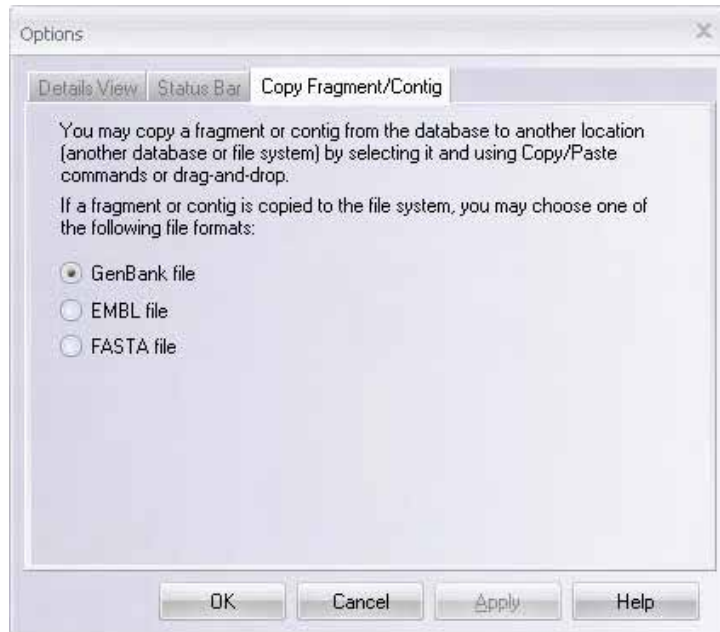 Options
Details View
Status Bar
Copy Fragment/Contig
You may copy a fragment or contig from the database to another location
(another database or file system) by selecting it and using Copy/Paste
commands or drag-and-drop.
If a fragment or contig is copied to the file system, you may choose one of
the following file formats:
GenBank file
EMBL file
FASTA file
OK
Cancel
Apply
Help